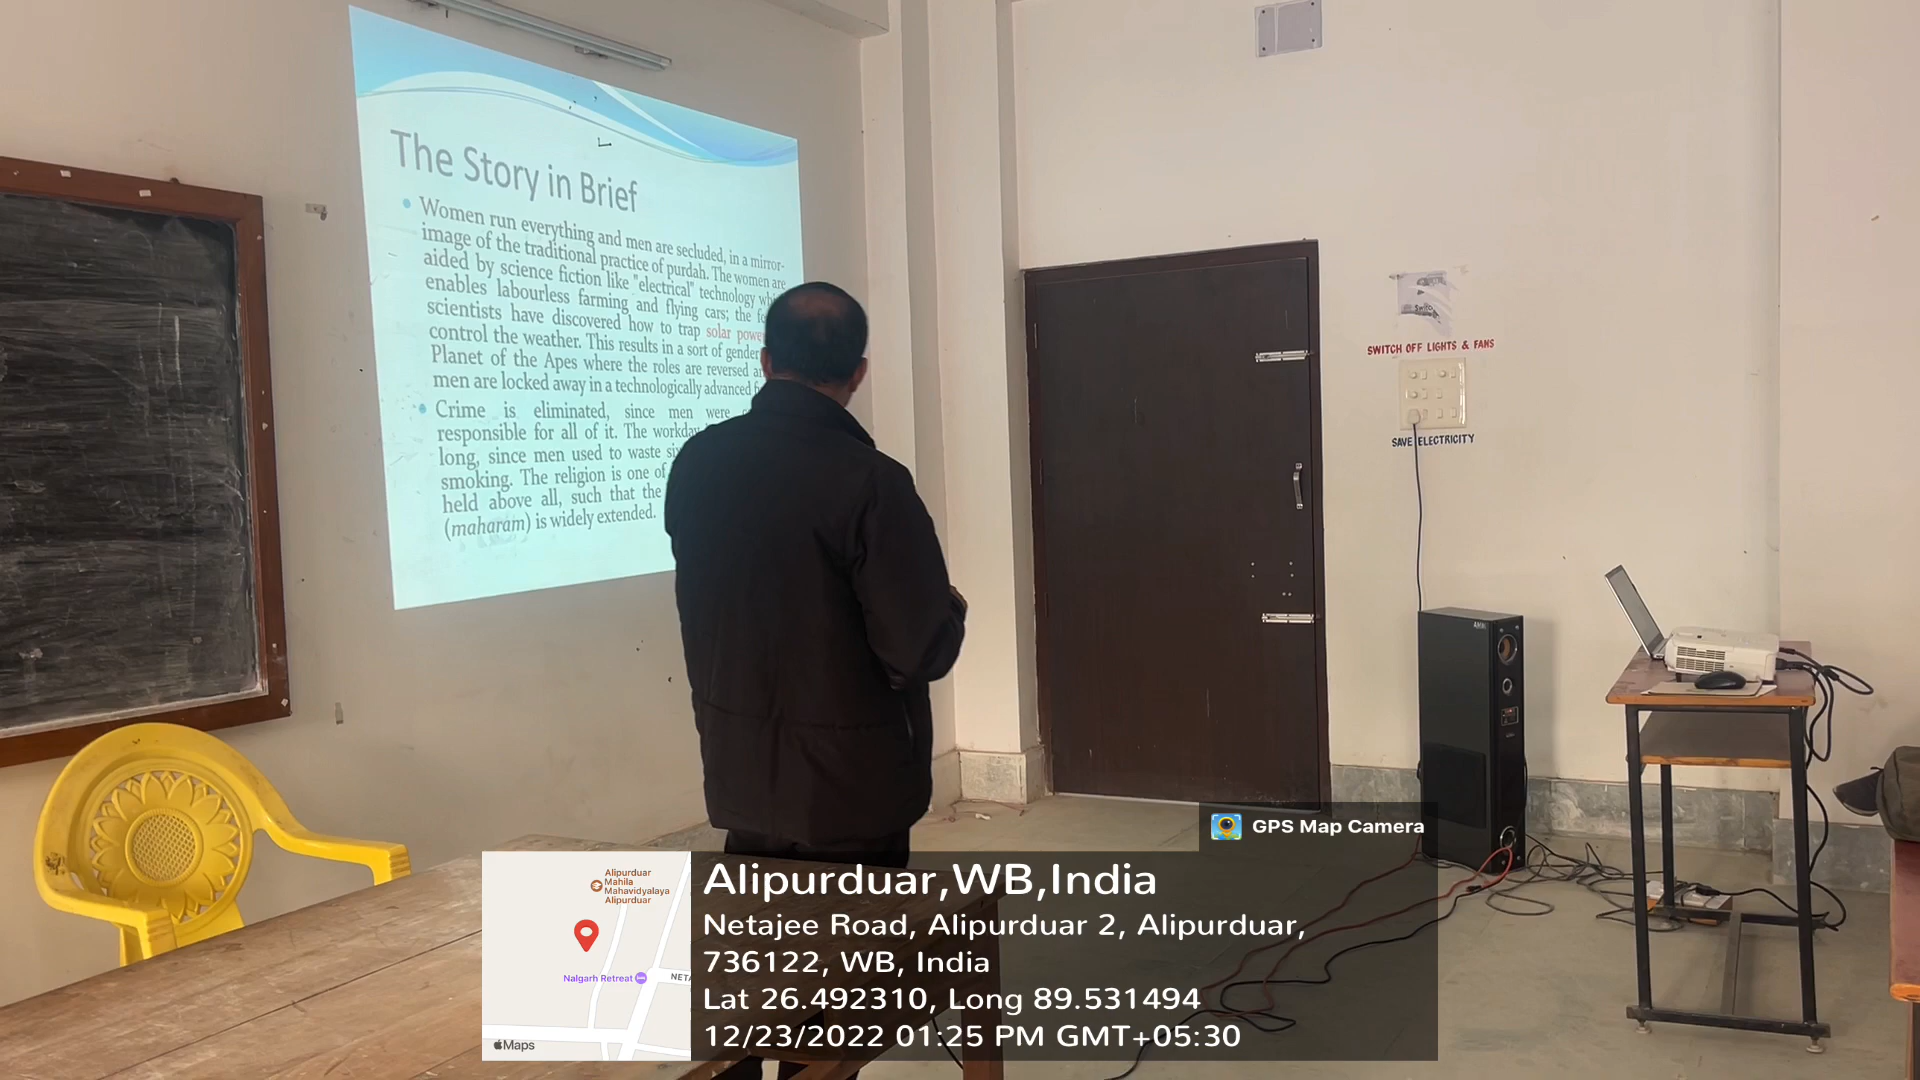 The Story in Brief
Women run everything and men are secluded, in a mirror-
image of the traditional practice of purdah. The women are
aided by science fiction like "electrical" technology
enables labourless farming and flying cars; the
scientists have discovered how to trap solar power
control the weather. This results in a sort of gender
Planet of the Apes where the roles are reversed
men are locked away in a technologically advanced
Crime is eliminated, since men were
responsible for all of it. The workday
long, since men used to waste
smoking. The religion is one of
held above all, such that the
(maharam) is widely extended.
SWITCH OFF LIGHTS & FANS
SAVE ELECTRICITY
GPS Map Camera
Alipurduar
Mahila
Mahavidyalaya
Alipurduar
Nalgarh Retreat
NETA
Maps
Alipurduar,WB,India
Netajee Road, Alipurduar 2, Alipurduar,
736122, WB, India
Lat 26.492310, Long 89.531494
12/23/2022 01:25 PM GMT+05:30